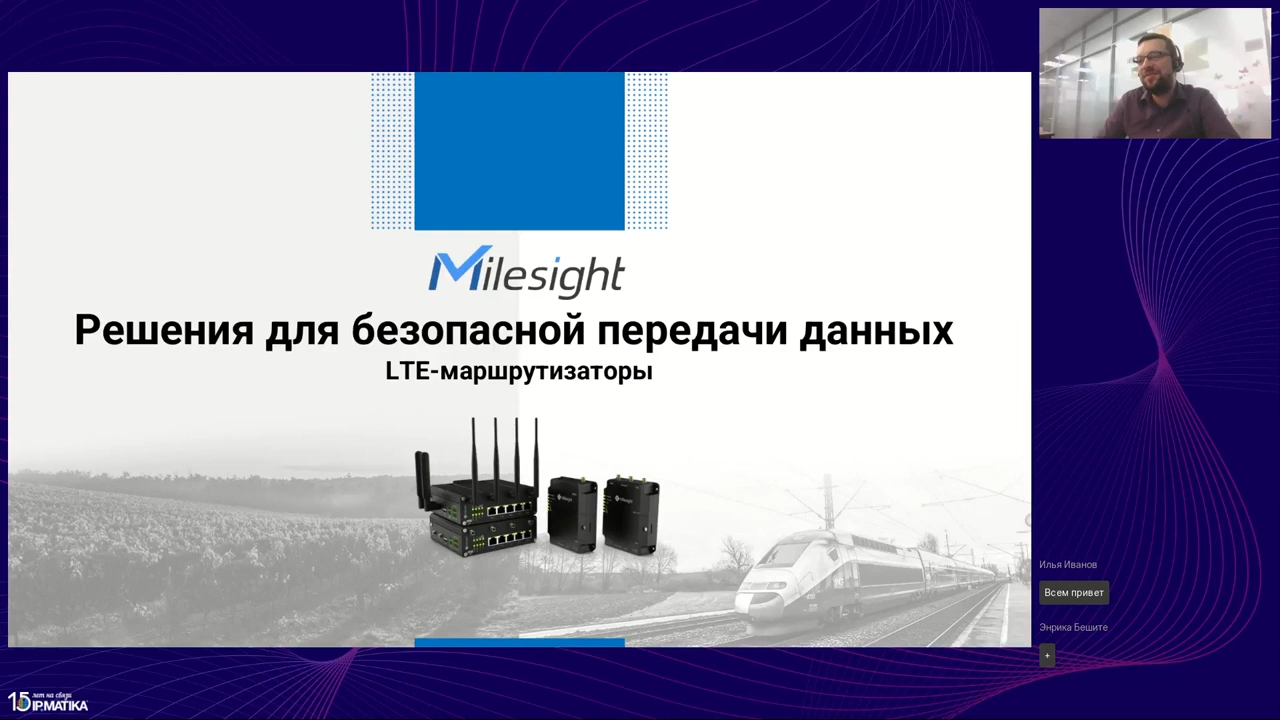 Milesight
Решения для безопасной передачи данных
LTE-маршрутизаторы
Илья Иванов
Всем привет
Энрика Бешите
+
15 лет на связи
IPMATIKA